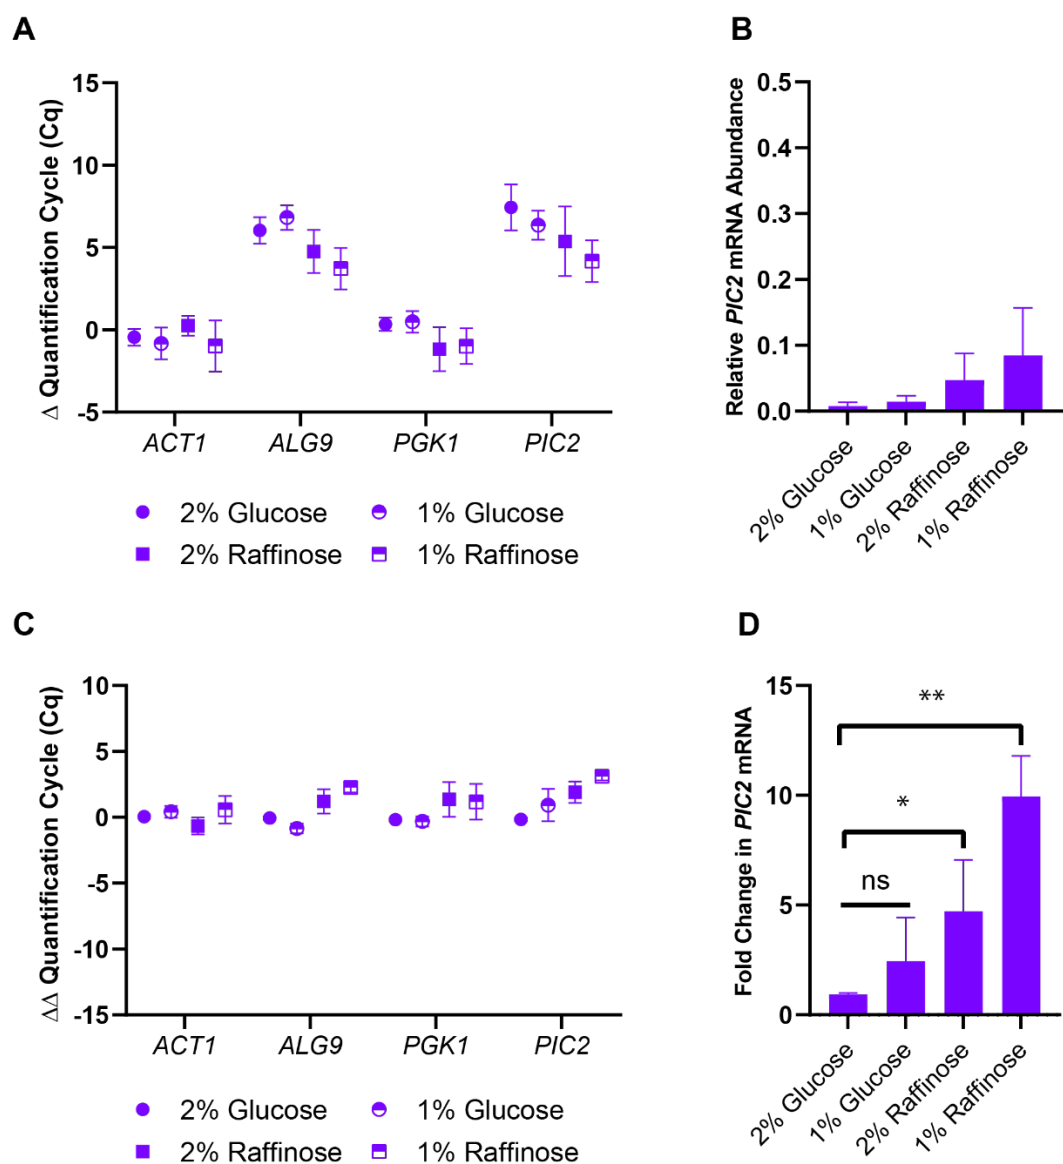 A
Δ Quantification Cycle (Cq)
15
10
5
0
-5
ACT1
ALG9
PGK1
PIC2
2% Glucose
1% Glucose
2% Raffinose
1% Raffinose
B
Relative PIC2 mRNA Abundance
0.5
0.4
0.3
0.2
0.1
0.0
2% Glucose
1% Glucose
2% Raffinose
1% Raffinose
C
ΔΔ Quantification Cycle (Cq)
10
5
0
-5
-10
-15
ACT1
ALG9
PGK1
PIC2
2% Glucose
1% Glucose
2% Raffinose
1% Raffinose
D
Fold Change in PIC2 mRNA
15
10
5
0
**
*
ns
2% Glucose
1% Glucose
2% Raffinose
1% Raffinose